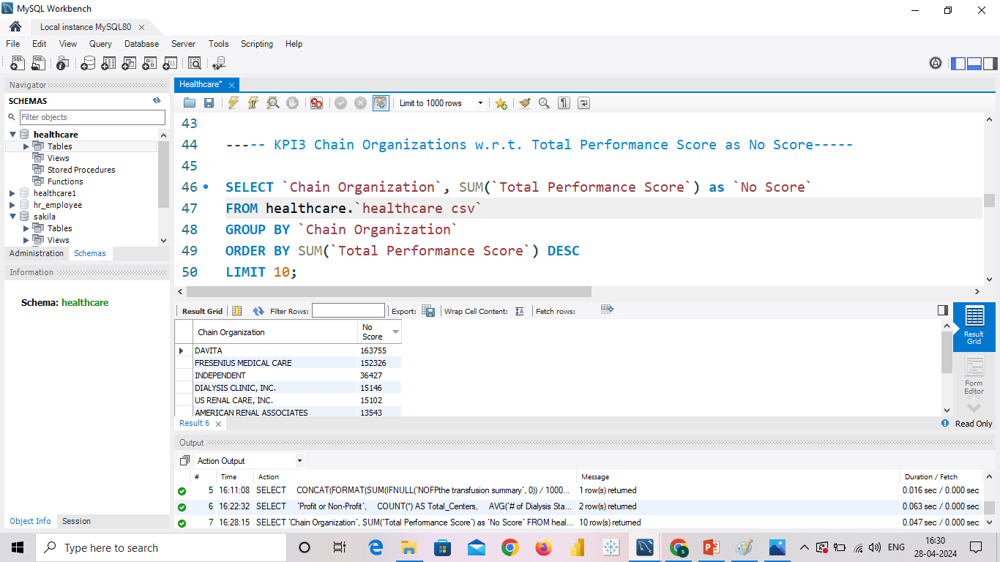 MySQL Workbench
Local instance MySQL80
File Edit View Query Database Server Tools Scripting Help
Navigator
SCHEMAS
Filter objects
healthcare
Tables
Views
Stored Procedures
Functions
healthcare1
hr_employee
sakila
Tables
Views
Administration Schemas
Information
Schema: healthcare
Object Info Session
Healthcare*
Limit to 1000 rows
43
44 ----- KPI3 Chain Organizations w.r.t. Total Performance Score as No Score-----
45
46 SELECT `Chain Organization`, SUM(`Total Performance Score`) as `No Score`
47 FROM healthcare.`healthcare csv`
48 GROUP BY `Chain Organization`
49 ORDER BY SUM(`Total Performance Score`) DESC
50 LIMIT 10;
Result Grid Filter Rows: Export: Wrap Cell Content: Fetch rows:
Chain Organization No Score
DAVITA 163755
FRESENIUS MEDICAL CARE 152326
INDEPENDENT 36427
DIALYSIS CLINIC, INC. 15146
US RENAL CARE, INC. 15102
AMERICAN RENAL ASSOCIATES 13543
Result Grid
Form Editor
Result 6
Read Only
Output
Action Output
# Time Action Message Duration / Fetch
5 16:11:08 SELECT CONCAT(FORMAT(SUM(IFNULL(`NOFPthe transfusion summary`, 0)) / 1000... 1 row(s) returned 0.016 sec / 0.000 sec
6 16:22:32 SELECT `Profit or Non-Profit`, COUNT(*) AS Total_Centers, AVG(`# of Dialysis Sta... 2 row(s) returned 0.063 sec / 0.000 sec
7 16:28:15 SELECT `Chain Organization`, SUM(`Total Performance Score`) as `No Score` FROM heal... 10 row(s) returned 0.047 sec / 0.000 sec
Type here to search
ENG
16:30
28-04-2024